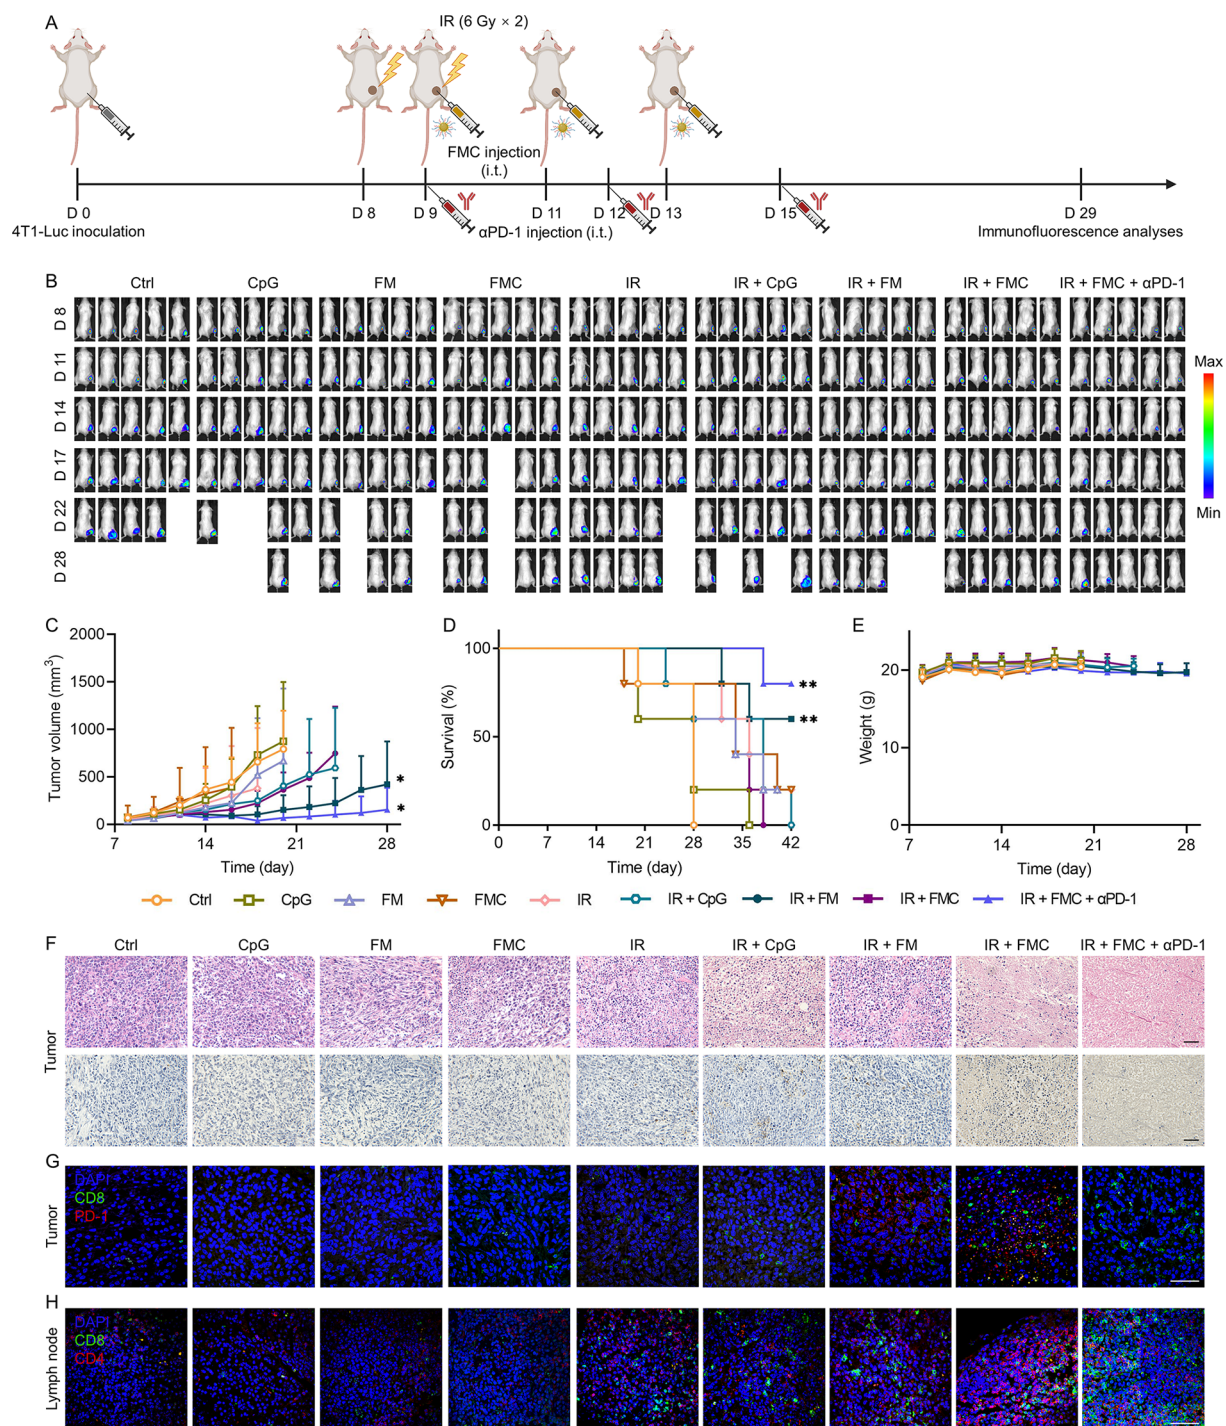 A
IR (6 Gy × 2)
FMC injection
(i.t.)
D 0
D 8
D 9
D 11
D 12
D 13
D 15
D 29
4T1-Luc inoculation
αPD-1 injection (i.t.)
Immunofluorescence analyses
B
Ctrl
CpG
FM
FMC
IR
IR + CpG
IR + FM
IR + FMC
IR + FMC + αPD-1
D 8
D 11
D 14
D 17
D 22
D 28
Max
Min
C
Tumor volume (mm3)
2000
1500
1000
500
0
7
14
21
28
Time (day)
*
*
D
Survival (%)
100
50
0
0
7
14
21
28
35
42
Time (day)
**
**
E
Weight (g)
20
10
0
7
14
21
28
Time (day)
Ctrl
CpG
FM
FMC
IR
IR + CpG
IR + FM
IR + FMC
IR + FMC + αPD-1
F
Ctrl
CpG
FM
FMC
IR
IR + CpG
IR + FM
IR + FMC
IR + FMC + αPD-1
Tumor
G
Tumor
DAPI
CD8
PD-1
H
Lymph node
DAPI
CD8
CD4